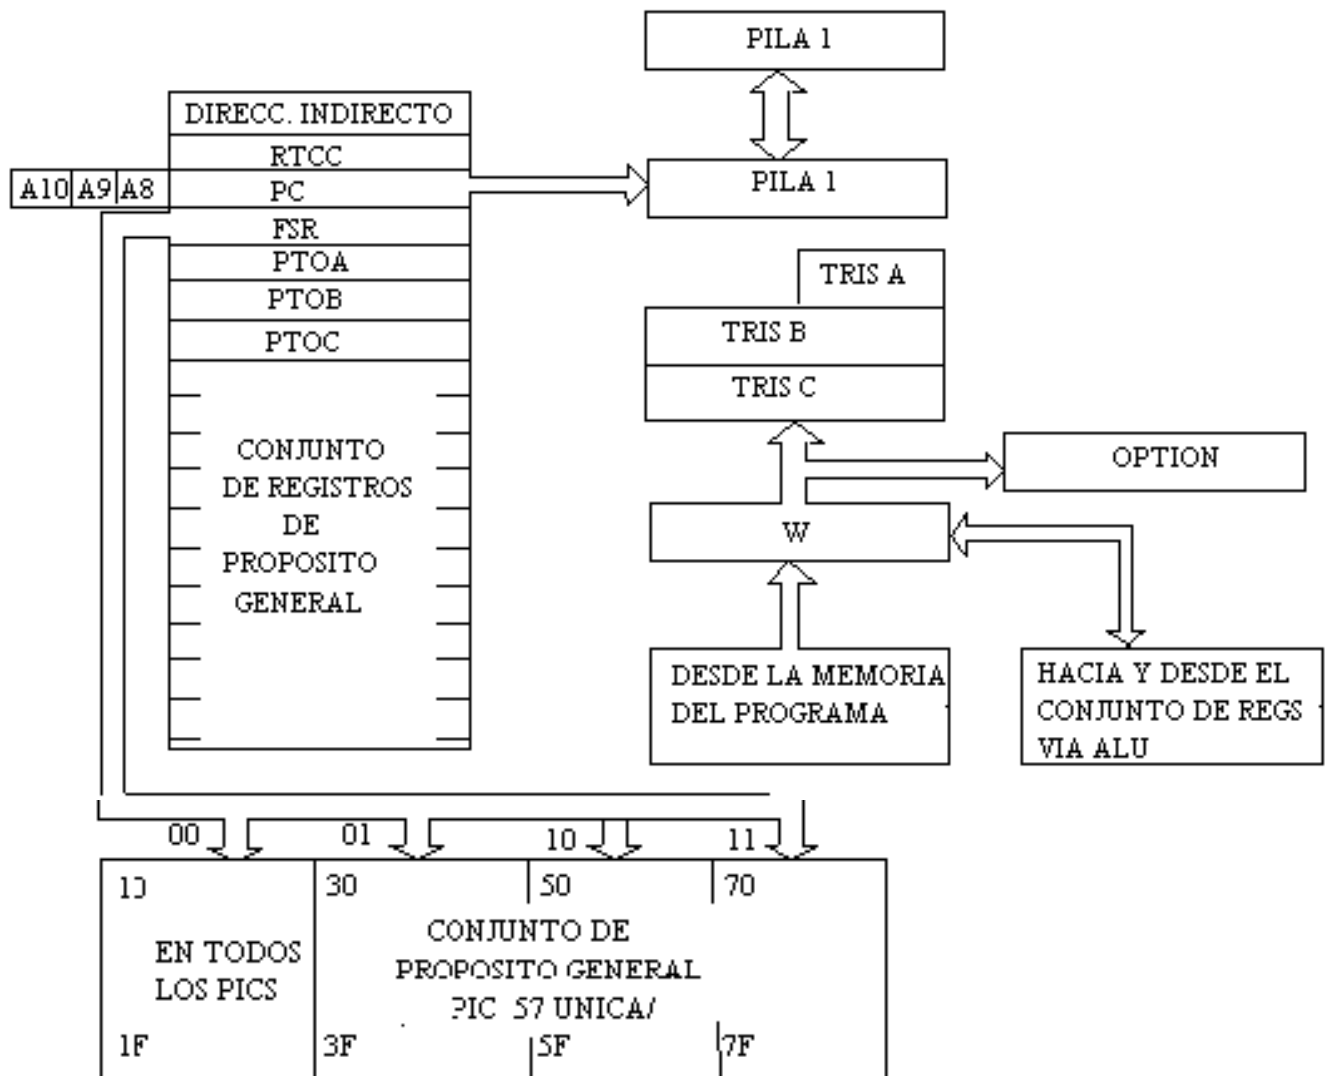 PILA 1
DIRECC. INDIRECTO
RTCC
A10 A9 A8
PC
PILA 1
FSR
PTOA
PTOB
PTOC
TRIS A
TRIS B
TRIS C
CONJUNTO
DE REGISTROS
DE
PROPOSITO
GENERAL
OPTION
W
DESDE LA MEMORIA
DEL PROGRAMA
HACIA Y DESDE EL
CONJUNTO DE REGS
VIA ALU
00 01 10 11
30 50 70
EN TODOS
LOS PICS
CONJUNTO DE
PROPOSITO GENERAL
PIC 57 UNICA/
1F 3F 5F 7F